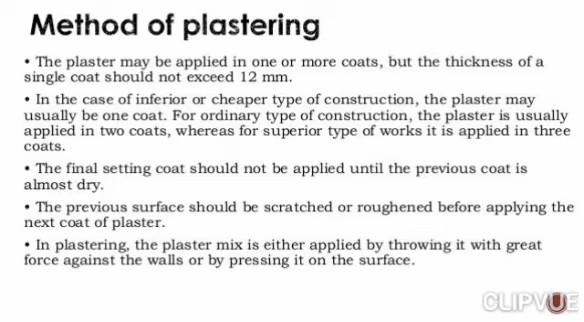 Method of plastering
• The plaster may be applied in one or more coats, but the thickness of a
single coat should not exceed 12 mm.
• In the case of inferior or cheaper type of construction, the plaster may
usually be one coat. For ordinary type of construction, the plaster is usually
applied in two coats, whereas for superior type of works it is applied in three
coats.
• The final setting coat should not be applied until the previous coat is
almost dry.
• The previous surface should be scratched or roughened before applying the
next coat of plaster.
• In plastering, the plaster mix is either applied by throwing it with great
force against the walls or by pressing it on the surface.
CLIPVUE